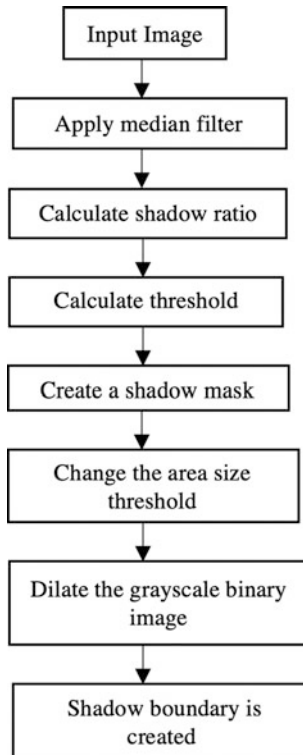 Input Image
Apply median filter
Calculate shadow ratio
Calculate threshold
Create a shadow mask
Change the area size
threshold
Dilate the grayscale binary
image
Shadow boundary is
created